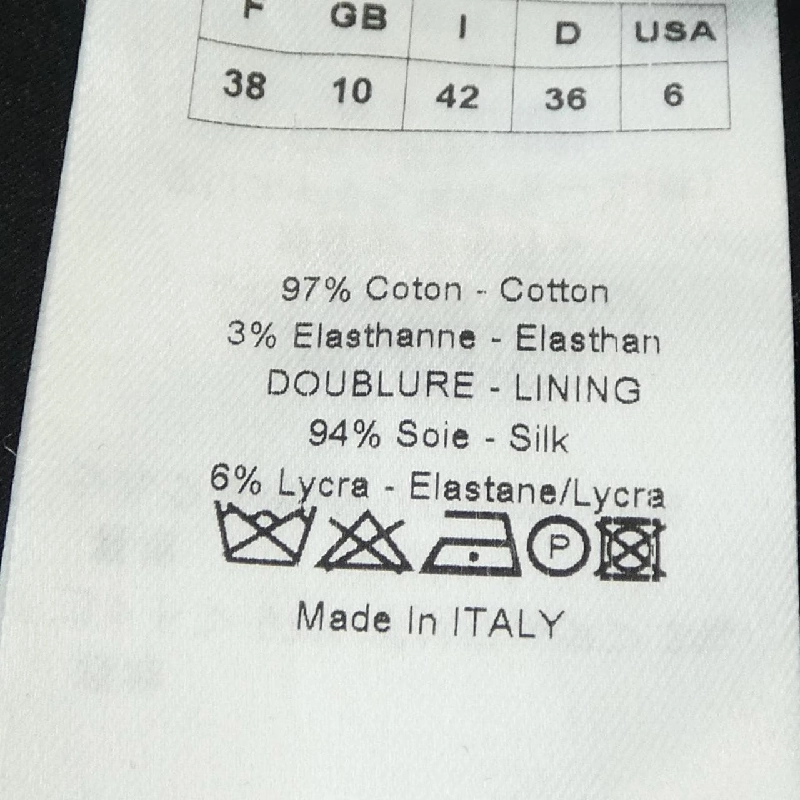 F GB I D USA
38 10 42 36 6
97% Coton - Cotton
3% Elasthanne - Elasthan
DOUBLURE - LINING
94% Soie - Silk
6% Lycra - Elastane/Lycra
P
Made In ITALY